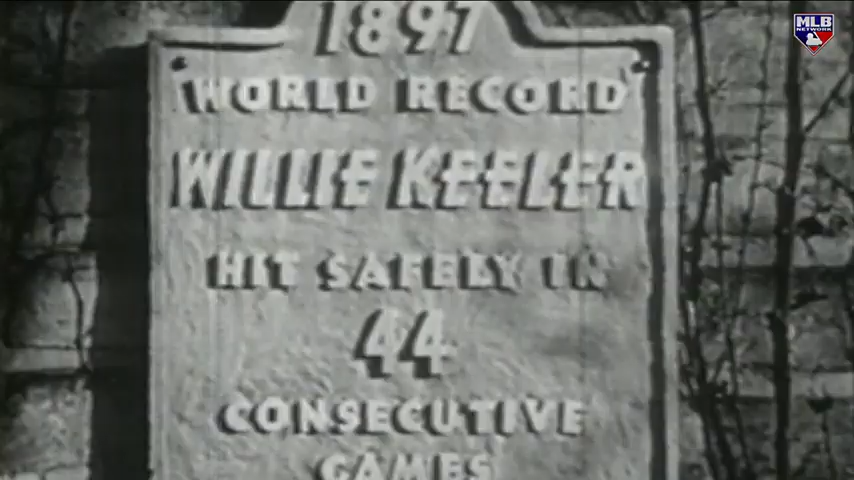 1897
WORLD RECORD
WILLIE KEELER
HIT SAFELY IN
44
CONSECUTIVE
GAMES
MLB
NETWORK